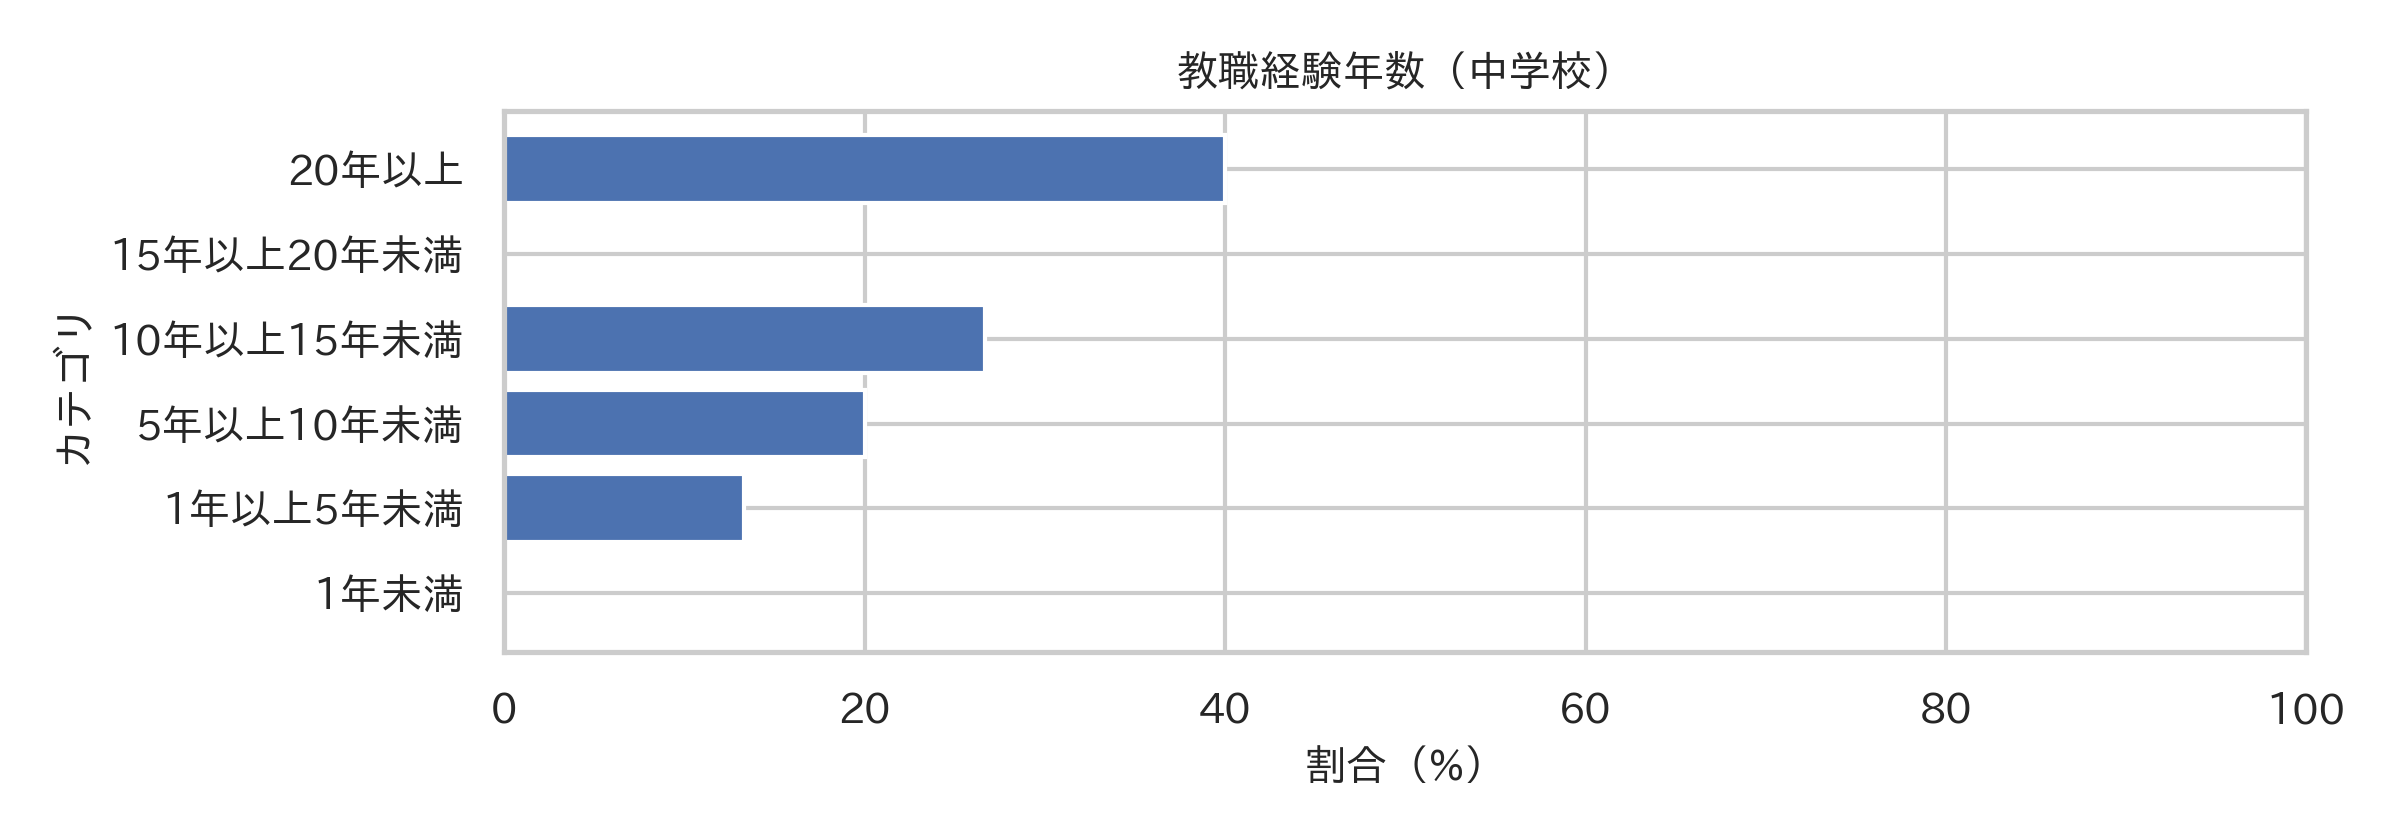 教職経験年数（中学校）
カテゴリ
20年以上
15年以上20年未満
10年以上15年未満
5年以上10年未満
1年以上5年未満
1年未満
0 20 40 60 80 100
割合（%）